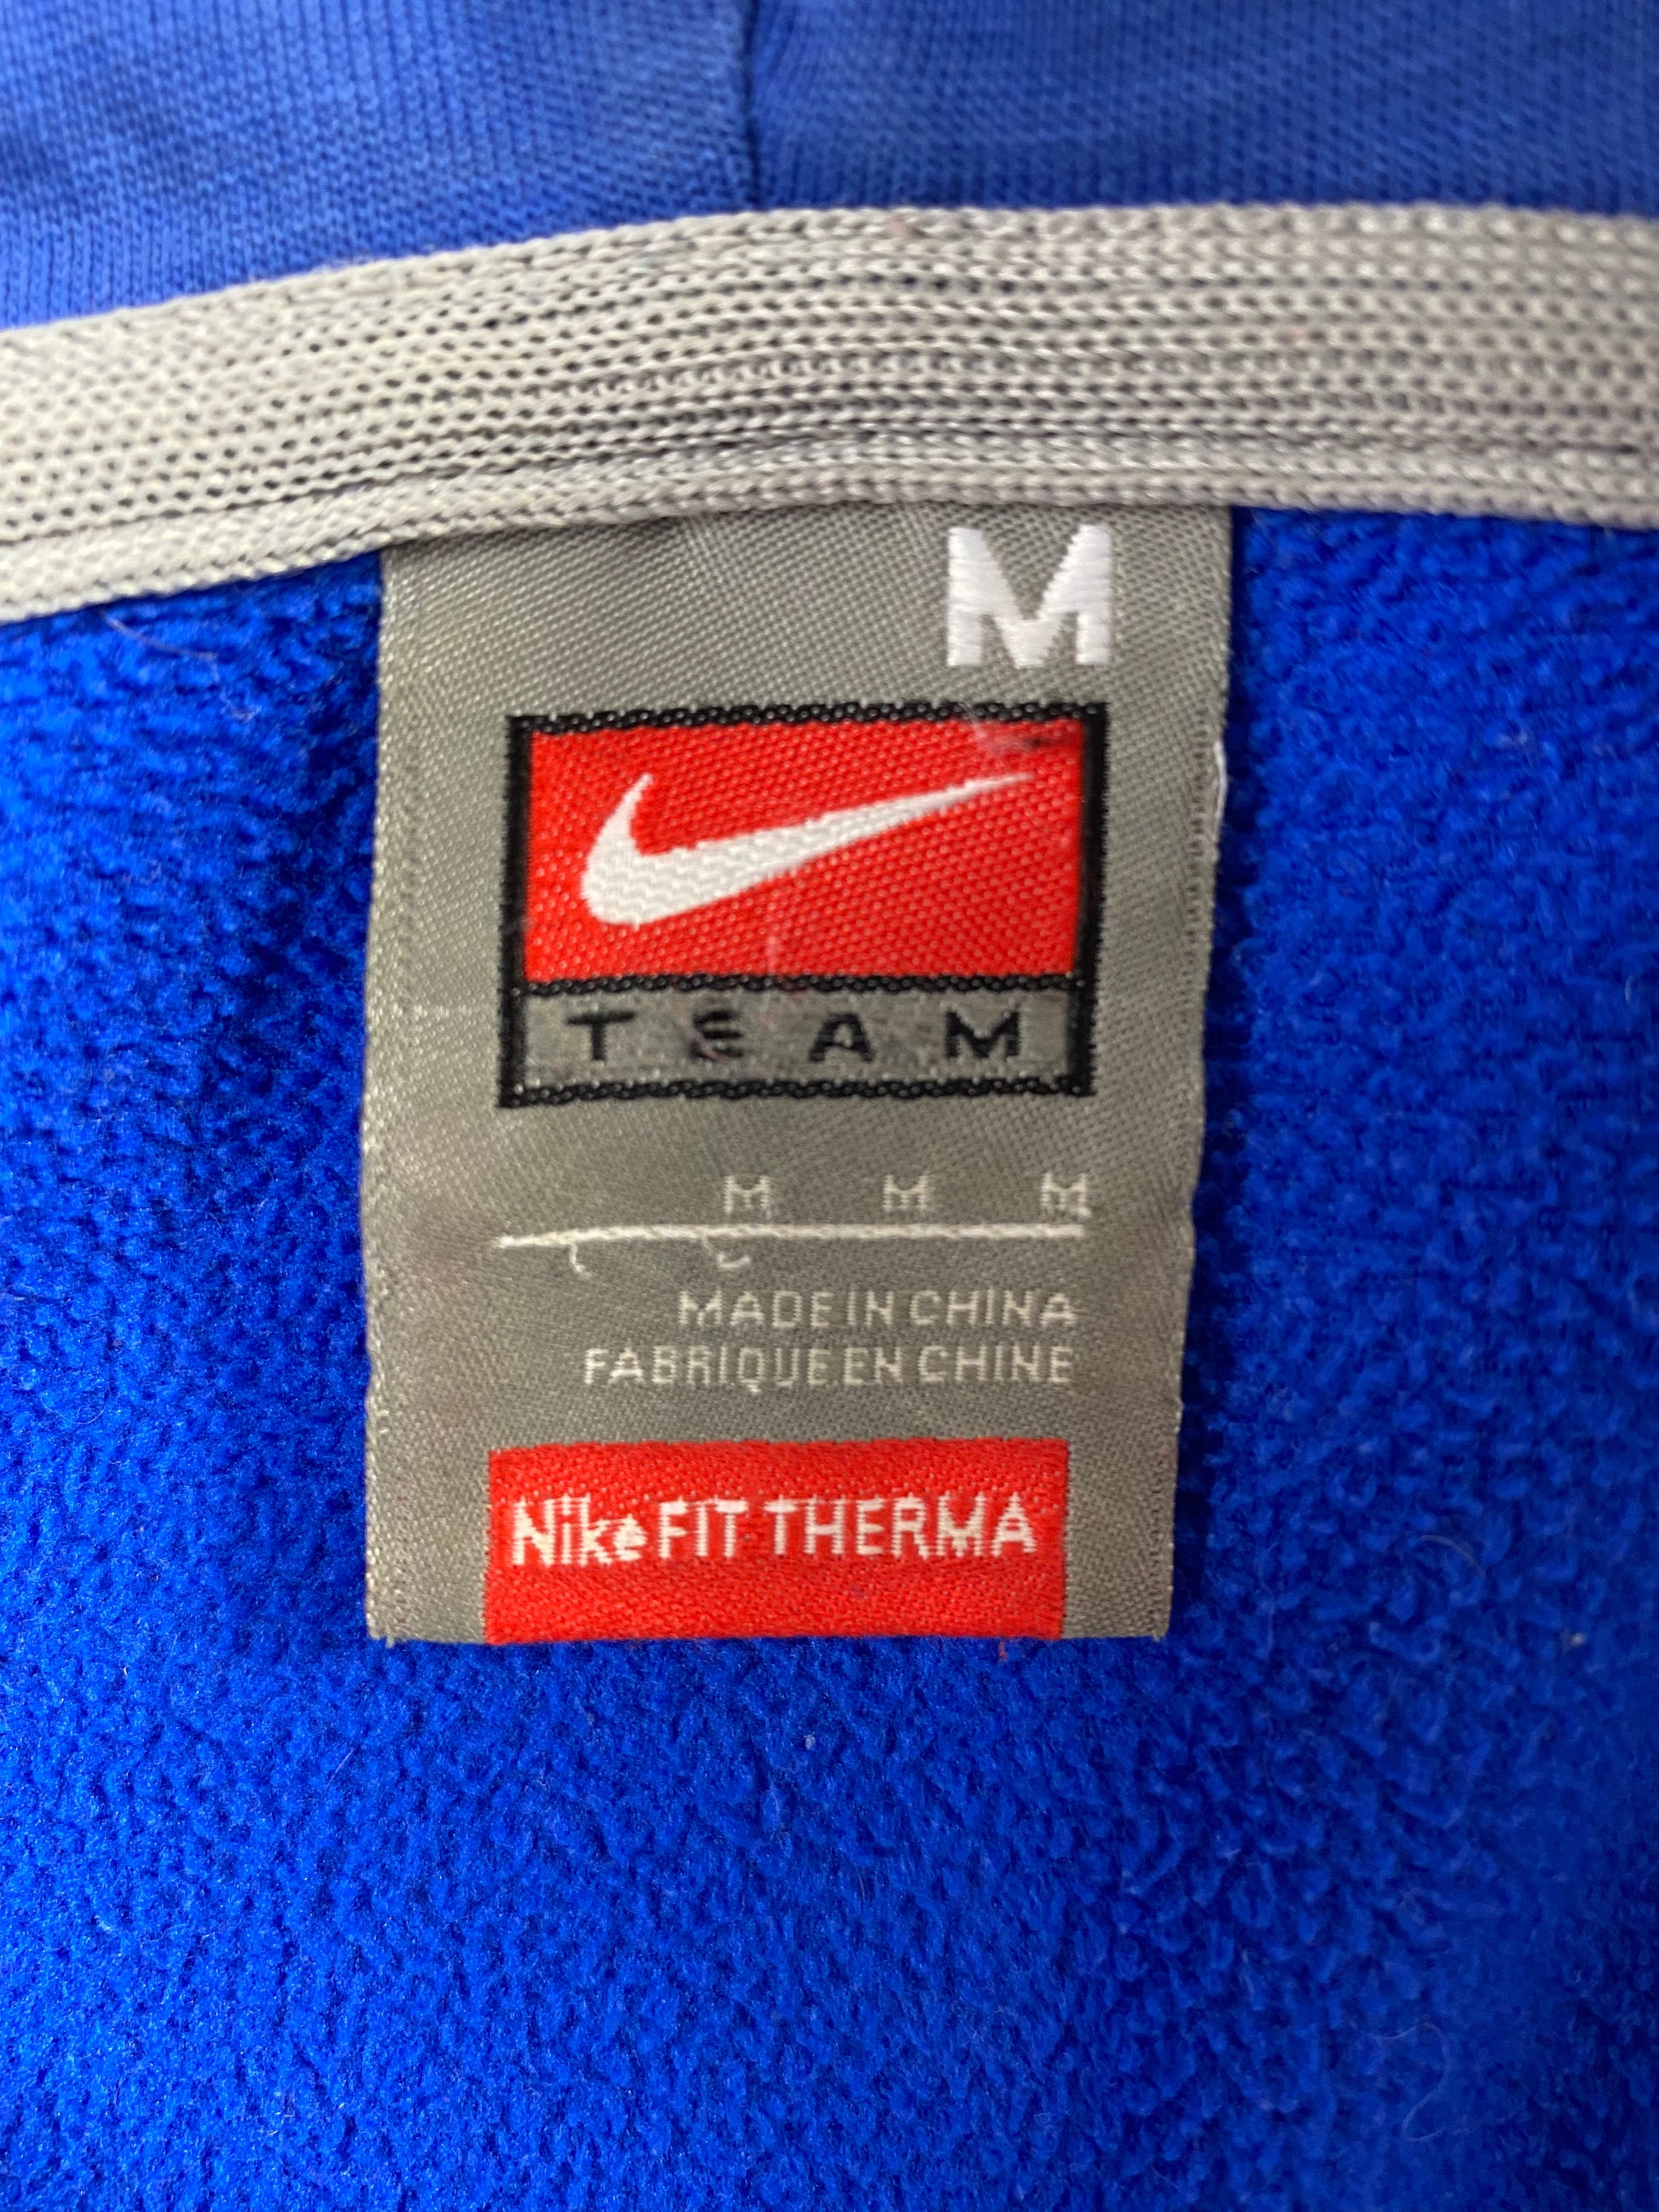 M
TEAM
M M M
MADE IN CHINA
FABRIQUE EN CHINE
Nike FIT THERMA